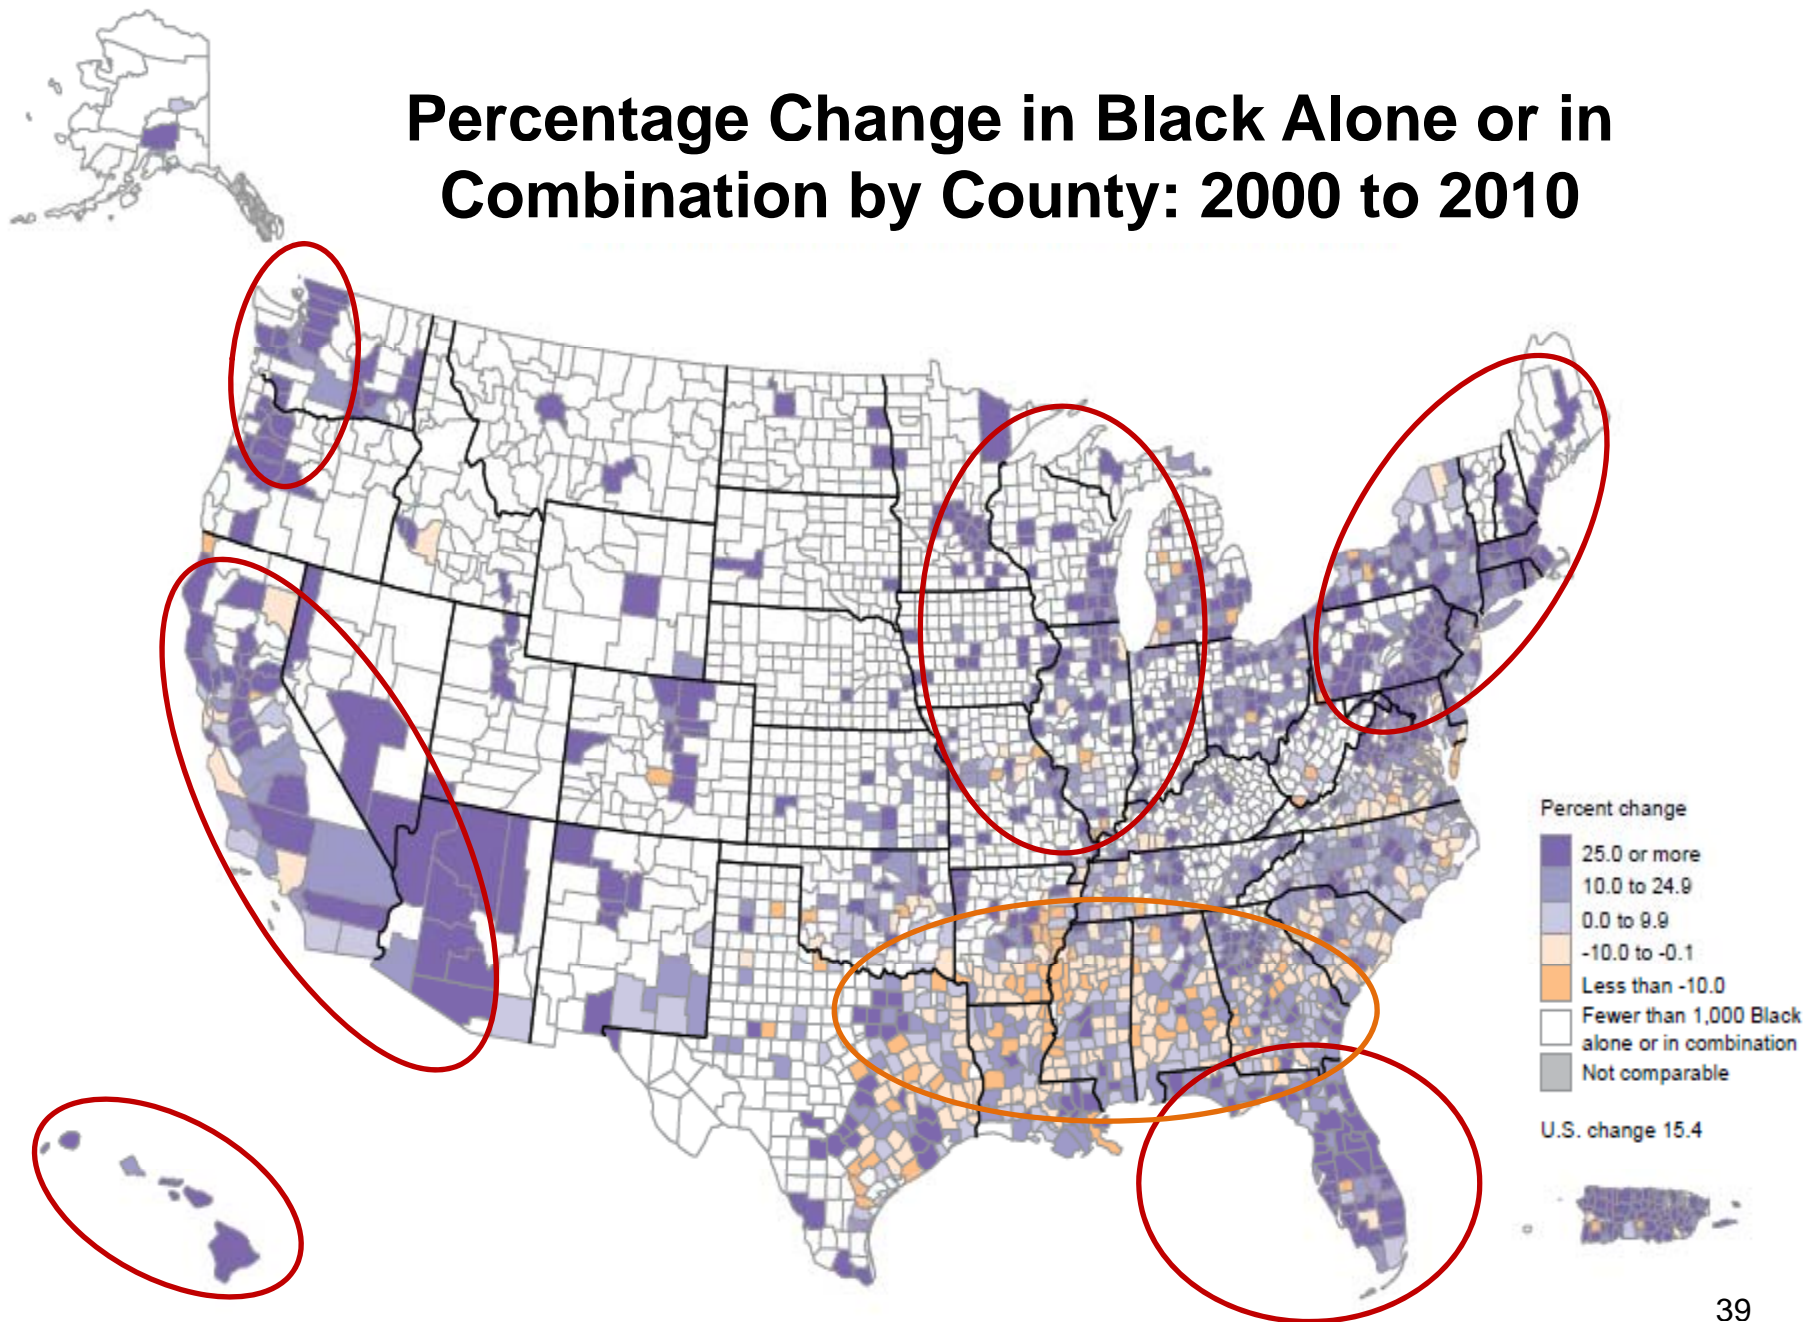 Percentage Change in Black Alone or in
Combination by County: 2000 to 2010
Percent change
25.0 or more
10.0 to 24.9
0.0 to 9.9
-10.0 to -0.1
Less than -10.0
Fewer than 1,000 Black
alone or in combination
Not comparable
U.S. change 15.4
39